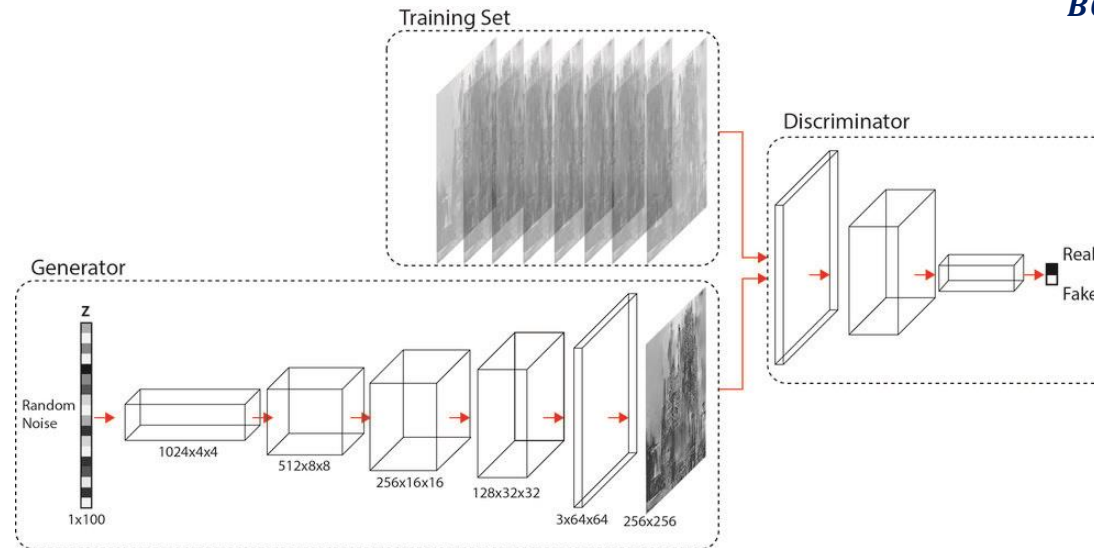 Training Set
Discriminator
Real
Fake
Generator
Z
Random
Noise
1x100
1024x4x4
512x8x8
256x16x16
128x32x32
3x64x64
256x256